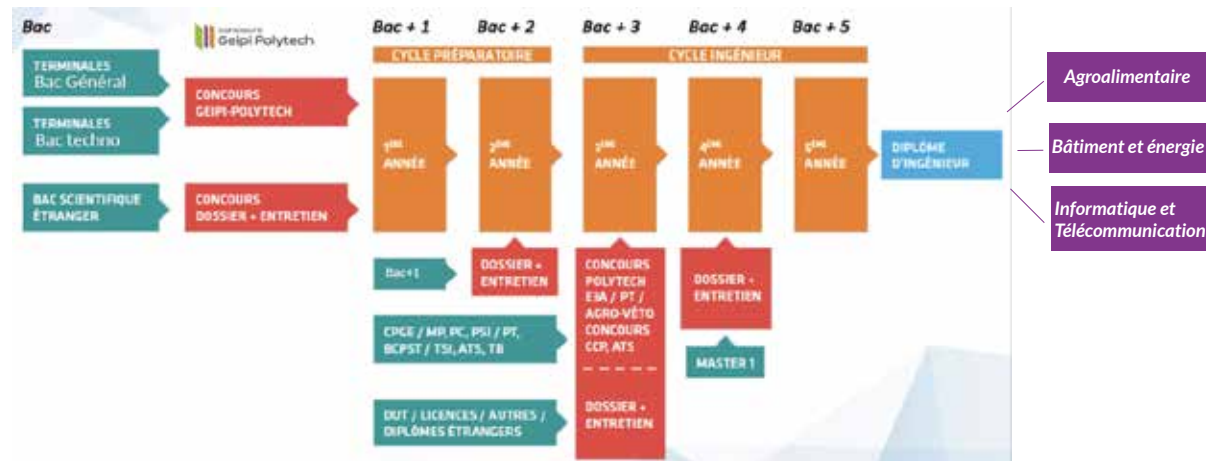 Bac
CONCOURS
Geipi Polytech
Bac + 1
Bac + 2
Bac + 3
Bac + 4
Bac + 5
CYCLE PRÉPARATOIRE
CYCLE INGÉNIEUR
TERMINALES
Bac Général
TERMINALES
Bac techno
CONCOURS
GEIPI-POLYTECH
BAC SCIENTIFIQUE
ÉTRANGER
CONCOURS
DOSSIER + ENTRETIEN
1ÈRE
ANNÉE
2ÈME
ANNÉE
3ÈME
ANNÉE
4ÈME
ANNÉE
5ÈME
ANNÉE
DIPLÔME
D'INGÉNIEUR
Agroalimentaire
Bâtiment et énergie
Informatique et
Télécommunication
Bac+1
DOSSIER +
ENTRETIEN
CPGE / MP, PC, PSI / PT,
BCPST / TSI, ATS, TB
CONCOURS
POLYTECH
E3A / PT /
AGRO-VÉTO
CONCOURS
CCP, ATS
DOSSIER +
ENTRETIEN
MASTER 1
DUT / LICENCES / AUTRES /
DIPLÔMES ÉTRANGERS
DOSSIER +
ENTRETIEN